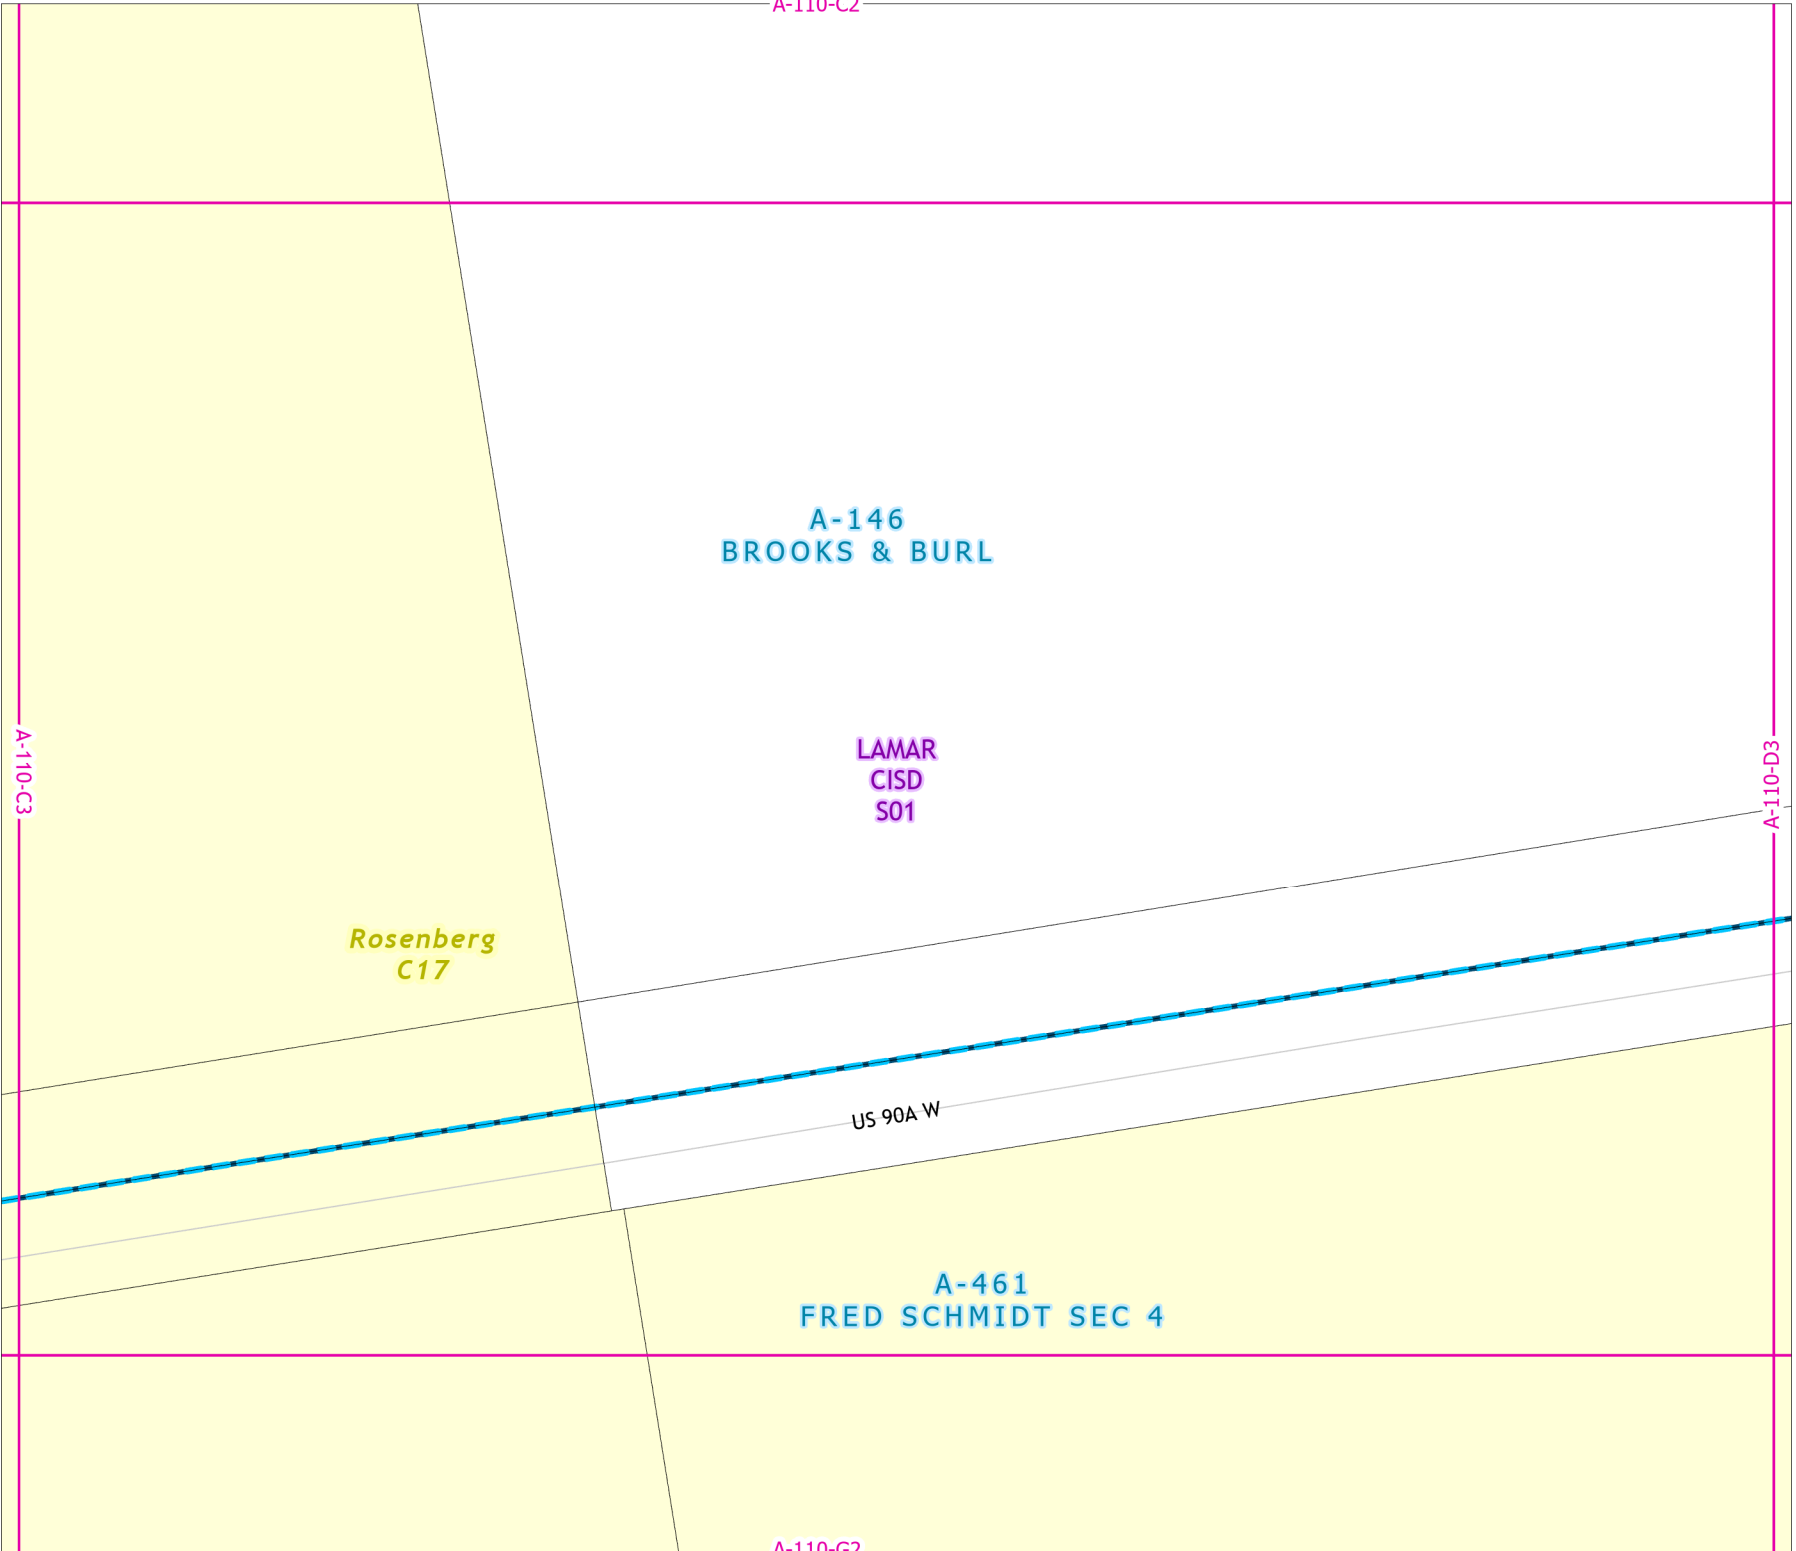 A-110-C2
A-146
BROOKS & BURL
A-110-C3
LAMAR
CISD
S01
A-110-D3
Rosenberg
C17
US 90A W
A-461
FRED SCHMIDT SEC 4
A-110-G2